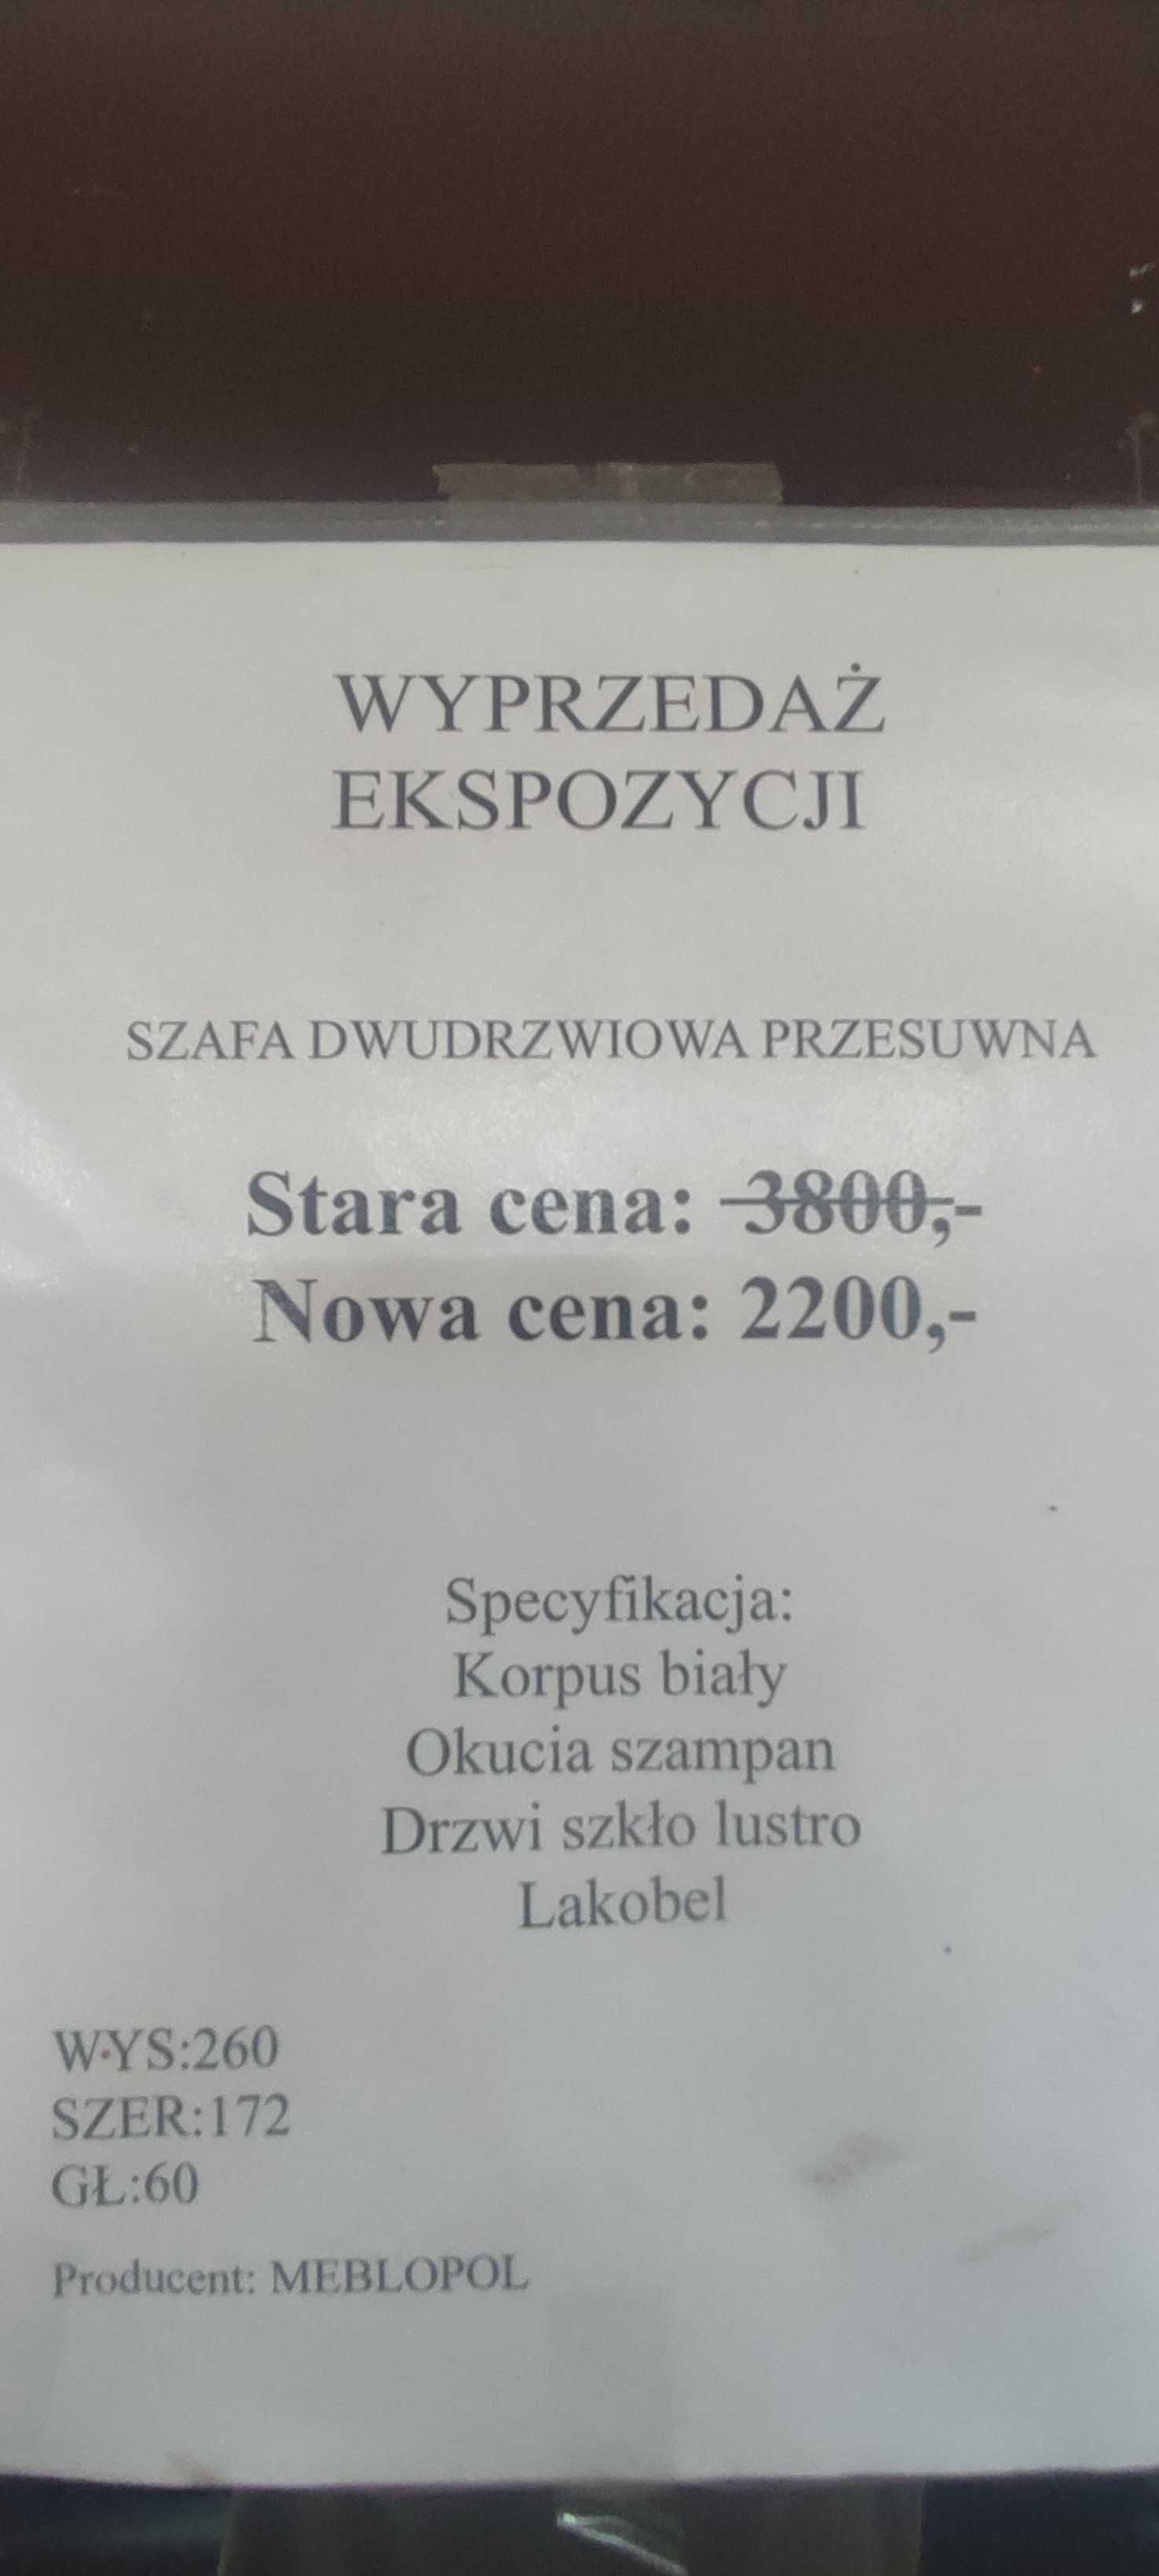 WYPRZEDAŻ
EKSPOZYCJI
SZAFA DWUDRZWIOWA PRZESUWNA
Stara cena: 3800,-
Nowa cena: 2200,-
Specyfikacja:
Korpus biały
Okucia szampan
Drzwi szkło lustro
Lakobel
WYS:260
SZER:172
GŁ:60
Producent: MEBLOPOL